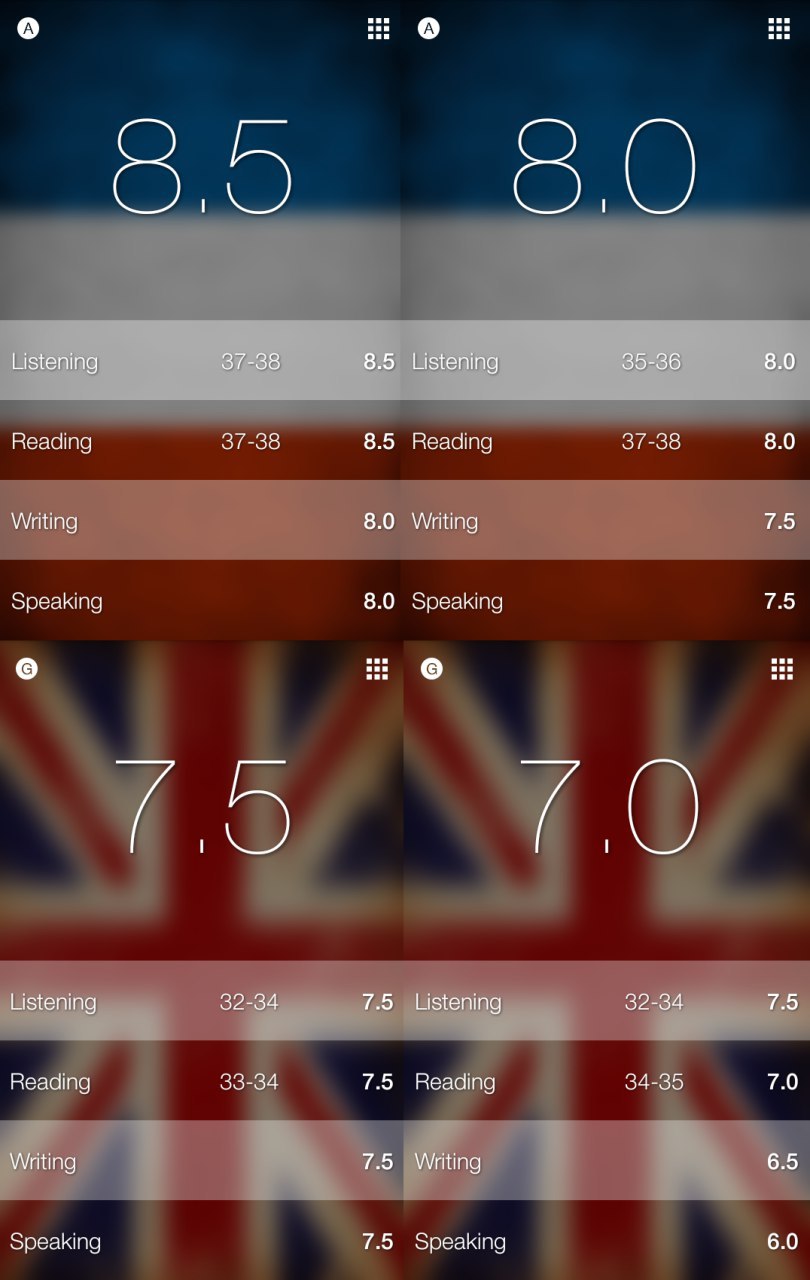 A
8.5
Listening 37-38 8.5
Reading 37-38 8.5
Writing 8.0
Speaking 8.0
A
8.0
Listening 35-36 8.0
Reading 37-38 8.0
Writing 7.5
Speaking 7.5
G
7.5
Listening 32-34 7.5
Reading 33-34 7.5
Writing 7.5
Speaking 7.5
G
7.0
Listening 32-34 7.5
Reading 34-35 7.0
Writing 6.5
Speaking 6.0